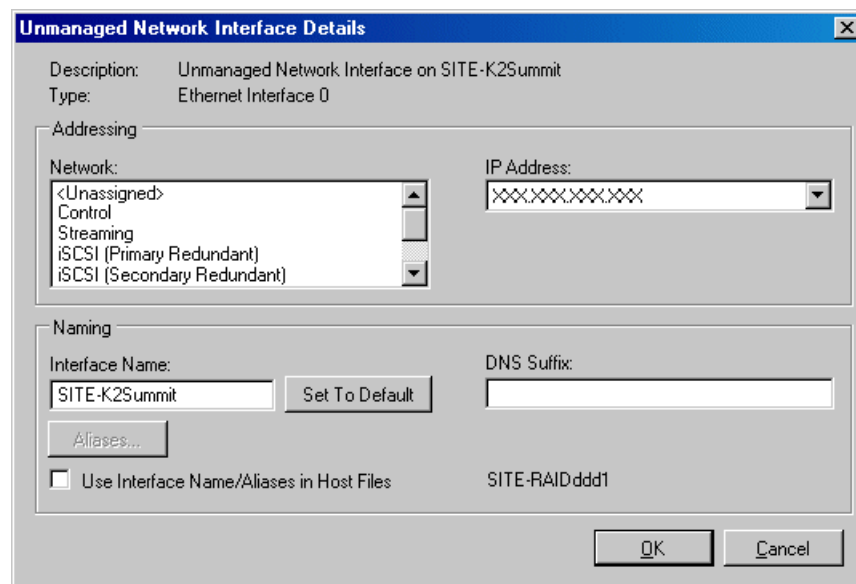 Unmanaged Network Interface Details
Description: Unmanaged Network Interface on SITE-K2Summit
Type: Ethernet Interface 0
Addressing
Network: IP Address:
<Unassigned> XXX.XXX.XXX.XXX
Control
Streaming
iSCSI (Primary Redundant)
iSCSI (Secondary Redundant)
Naming
Interface Name: DNS Suffix:
SITE-K2Summit Set To Default
Aliases...
Use Interface Name/Aliases in Host Files SITE-RAIDddd1
OK Cancel